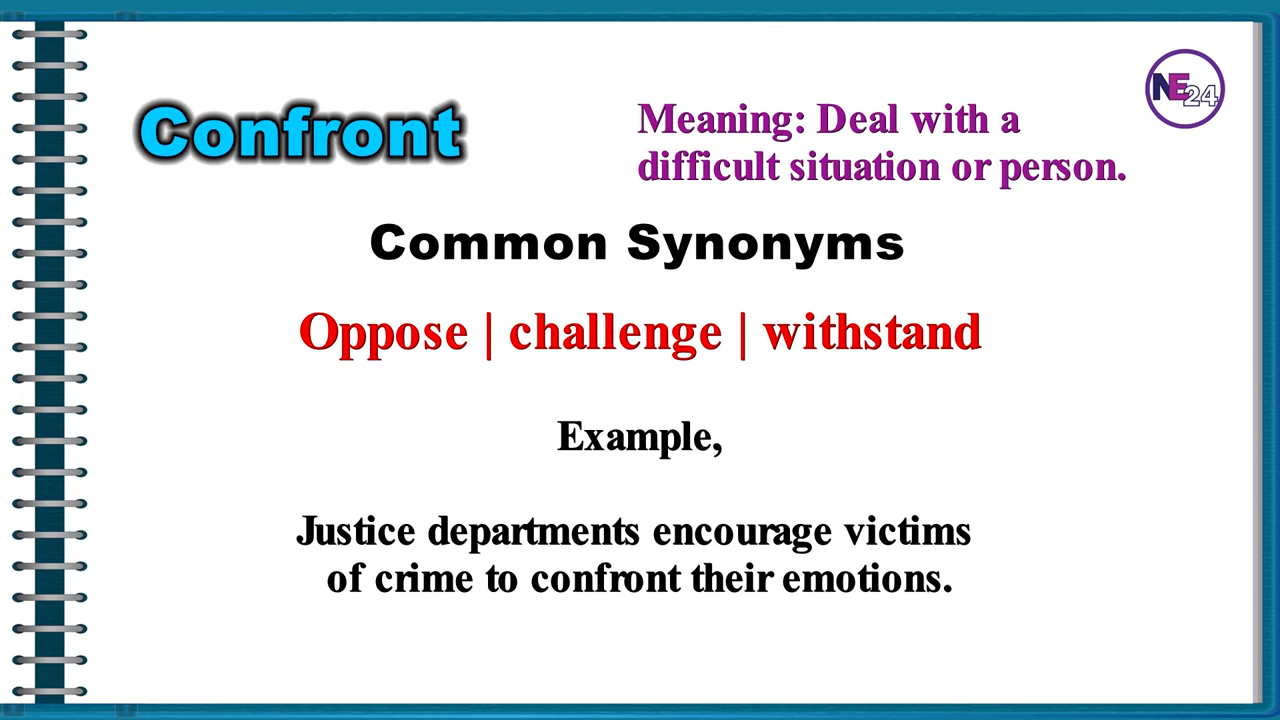 Confront
Meaning: Deal with a
difficult situation or person.
NE24
Common Synonyms
Oppose | challenge | withstand
Example,
Justice departments encourage victims
of crime to confront their emotions.